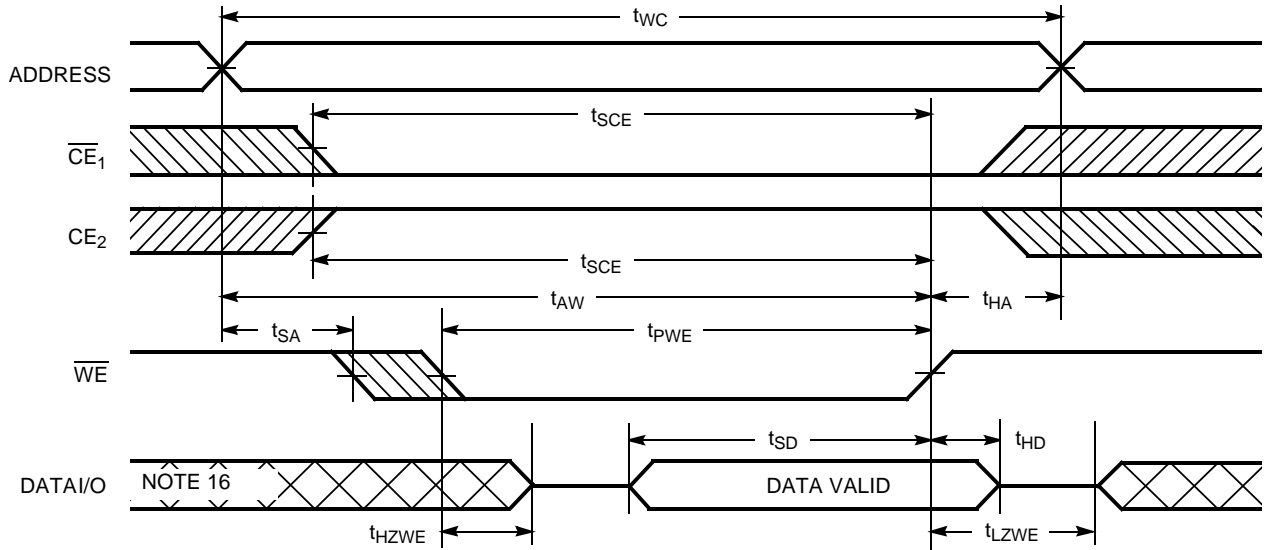 tWC
ADDRESS
tSCE
CE1
CE2
tSCE
tAW
tHA
tSA
tPWE
WE
tSD
tHD
DATAI/O
NOTE 16
DATA VALID
tHZWE
tLZWE